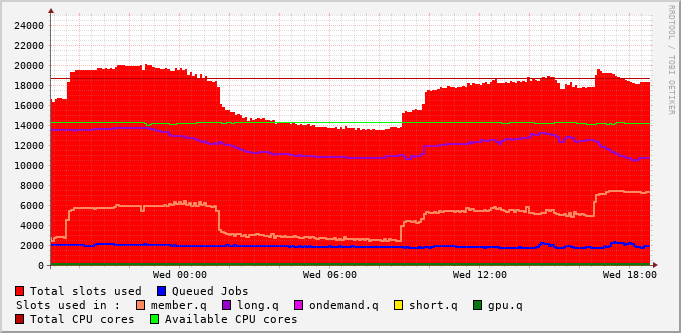 24000
22000
20000
18000
16000
14000
12000
10000
8000
6000
4000
2000
0
Wed 00:00 Wed 06:00 Wed 12:00 Wed 18:00
Total slots used Queued Jobs
Slots used in : member.q long.q ondemand.q short.q gpu.q
Total CPU cores Available CPU cores
RRDTOOL / TOBI OETIKER